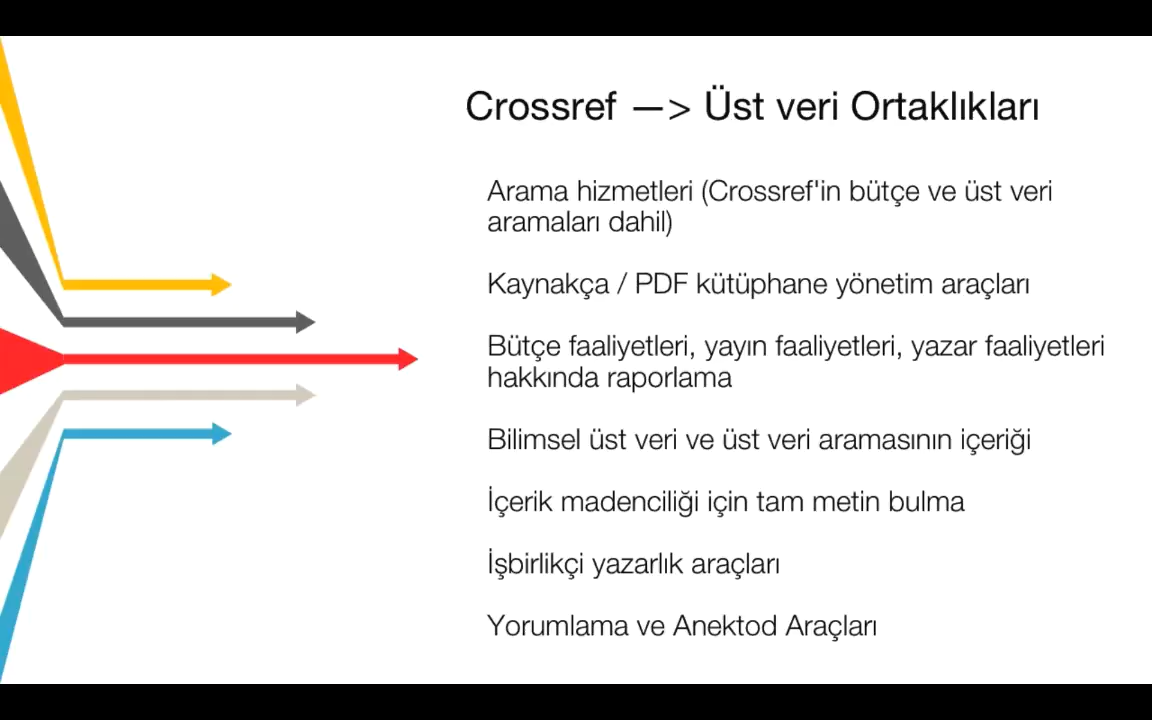 Crossref —> Üst veri Ortaklıkları
Arama hizmetleri (Crossref'in bütçe ve üst veri
aramaları dahil)
Kaynakça / PDF kütüphane yönetim araçları
Bütçe faaliyetleri, yayın faaliyetleri, yazar faaliyetleri
hakkında raporlama
Bilimsel üst veri ve üst veri aramasının içeriği
İçerik madenciliği için tam metin bulma
İşbirlikçi yazarlık araçları
Yorumlama ve Anektod Araçları